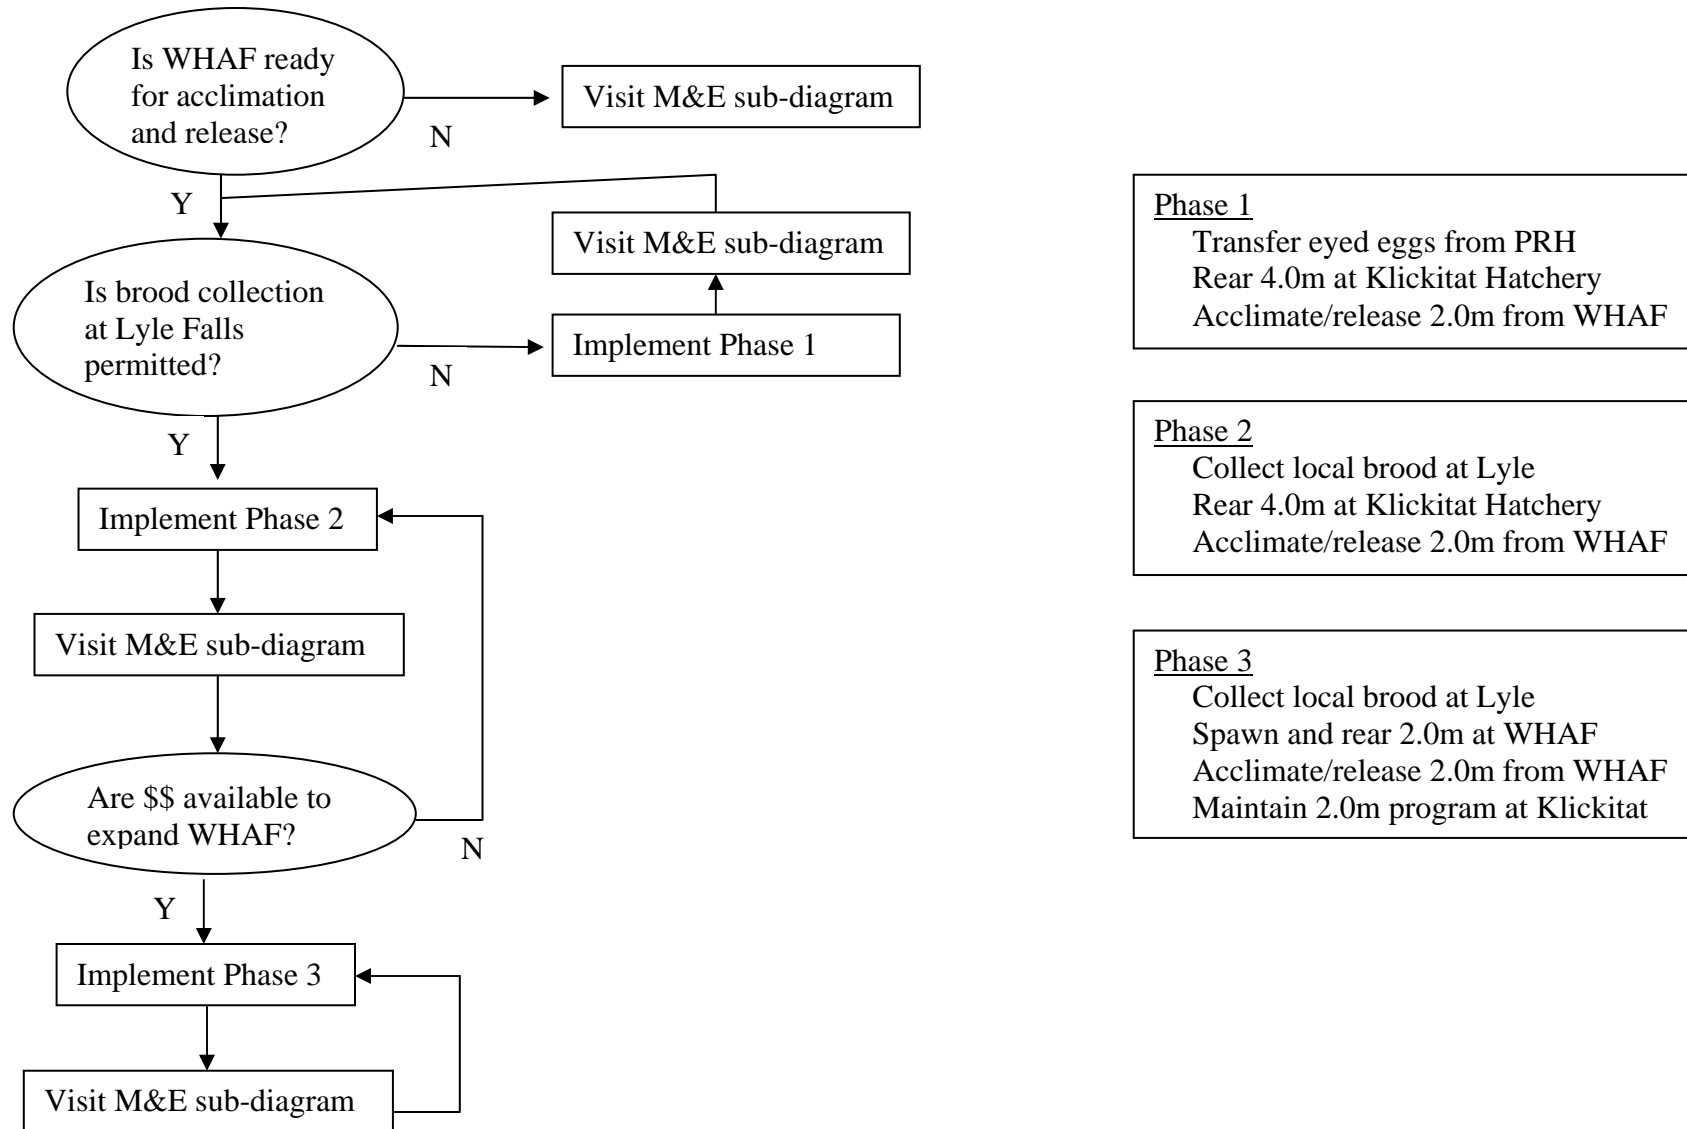 Is WHAF ready
for acclimation
and release?
N
Visit M&E sub-diagram
Y
Is brood collection
at Lyle Falls
permitted?
N
Implement Phase 1
Visit M&E sub-diagram
Y
Implement Phase 2
Visit M&E sub-diagram
Are $$ available to
expand WHAF?
N
Y
Implement Phase 3
Visit M&E sub-diagram
Phase 1
Transfer eyed eggs from PRH
Rear 4.0m at Klickitat Hatchery
Acclimate/release 2.0m from WHAF
Phase 2
Collect local brood at Lyle
Rear 4.0m at Klickitat Hatchery
Acclimate/release 2.0m from WHAF
Phase 3
Collect local brood at Lyle
Spawn and rear 2.0m at WHAF
Acclimate/release 2.0m from WHAF
Maintain 2.0m program at Klickitat